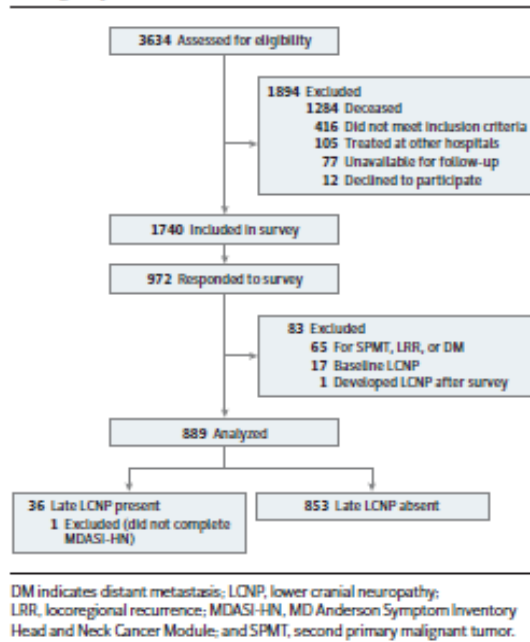 3634 Assessed for eligibility
1894 Excluded
1284 Deceased
416 Did not meet inclusion criteria
105 Treated at other hospitals
77 Unavailable for follow-up
12 Declined to participate
1740 Included in survey
972 Responded to survey
83 Excluded
65 For SPMT, LRR, or DM
17 Baseline LCNP
1 Developed LCNP after survey
889 Analyzed
36 Late LCNP present
1 Excluded (did not complete
MDASI-HN)
853 Late LCNP absent
DM indicates distant metastasis; LCNP, lower cranial neuropathy;
LRR, locoregional recurrence; MDASI-HN, MD Anderson Symptom Inventory
Head and Neck Cancer Module; and SPMT, second primary malignant tumor.